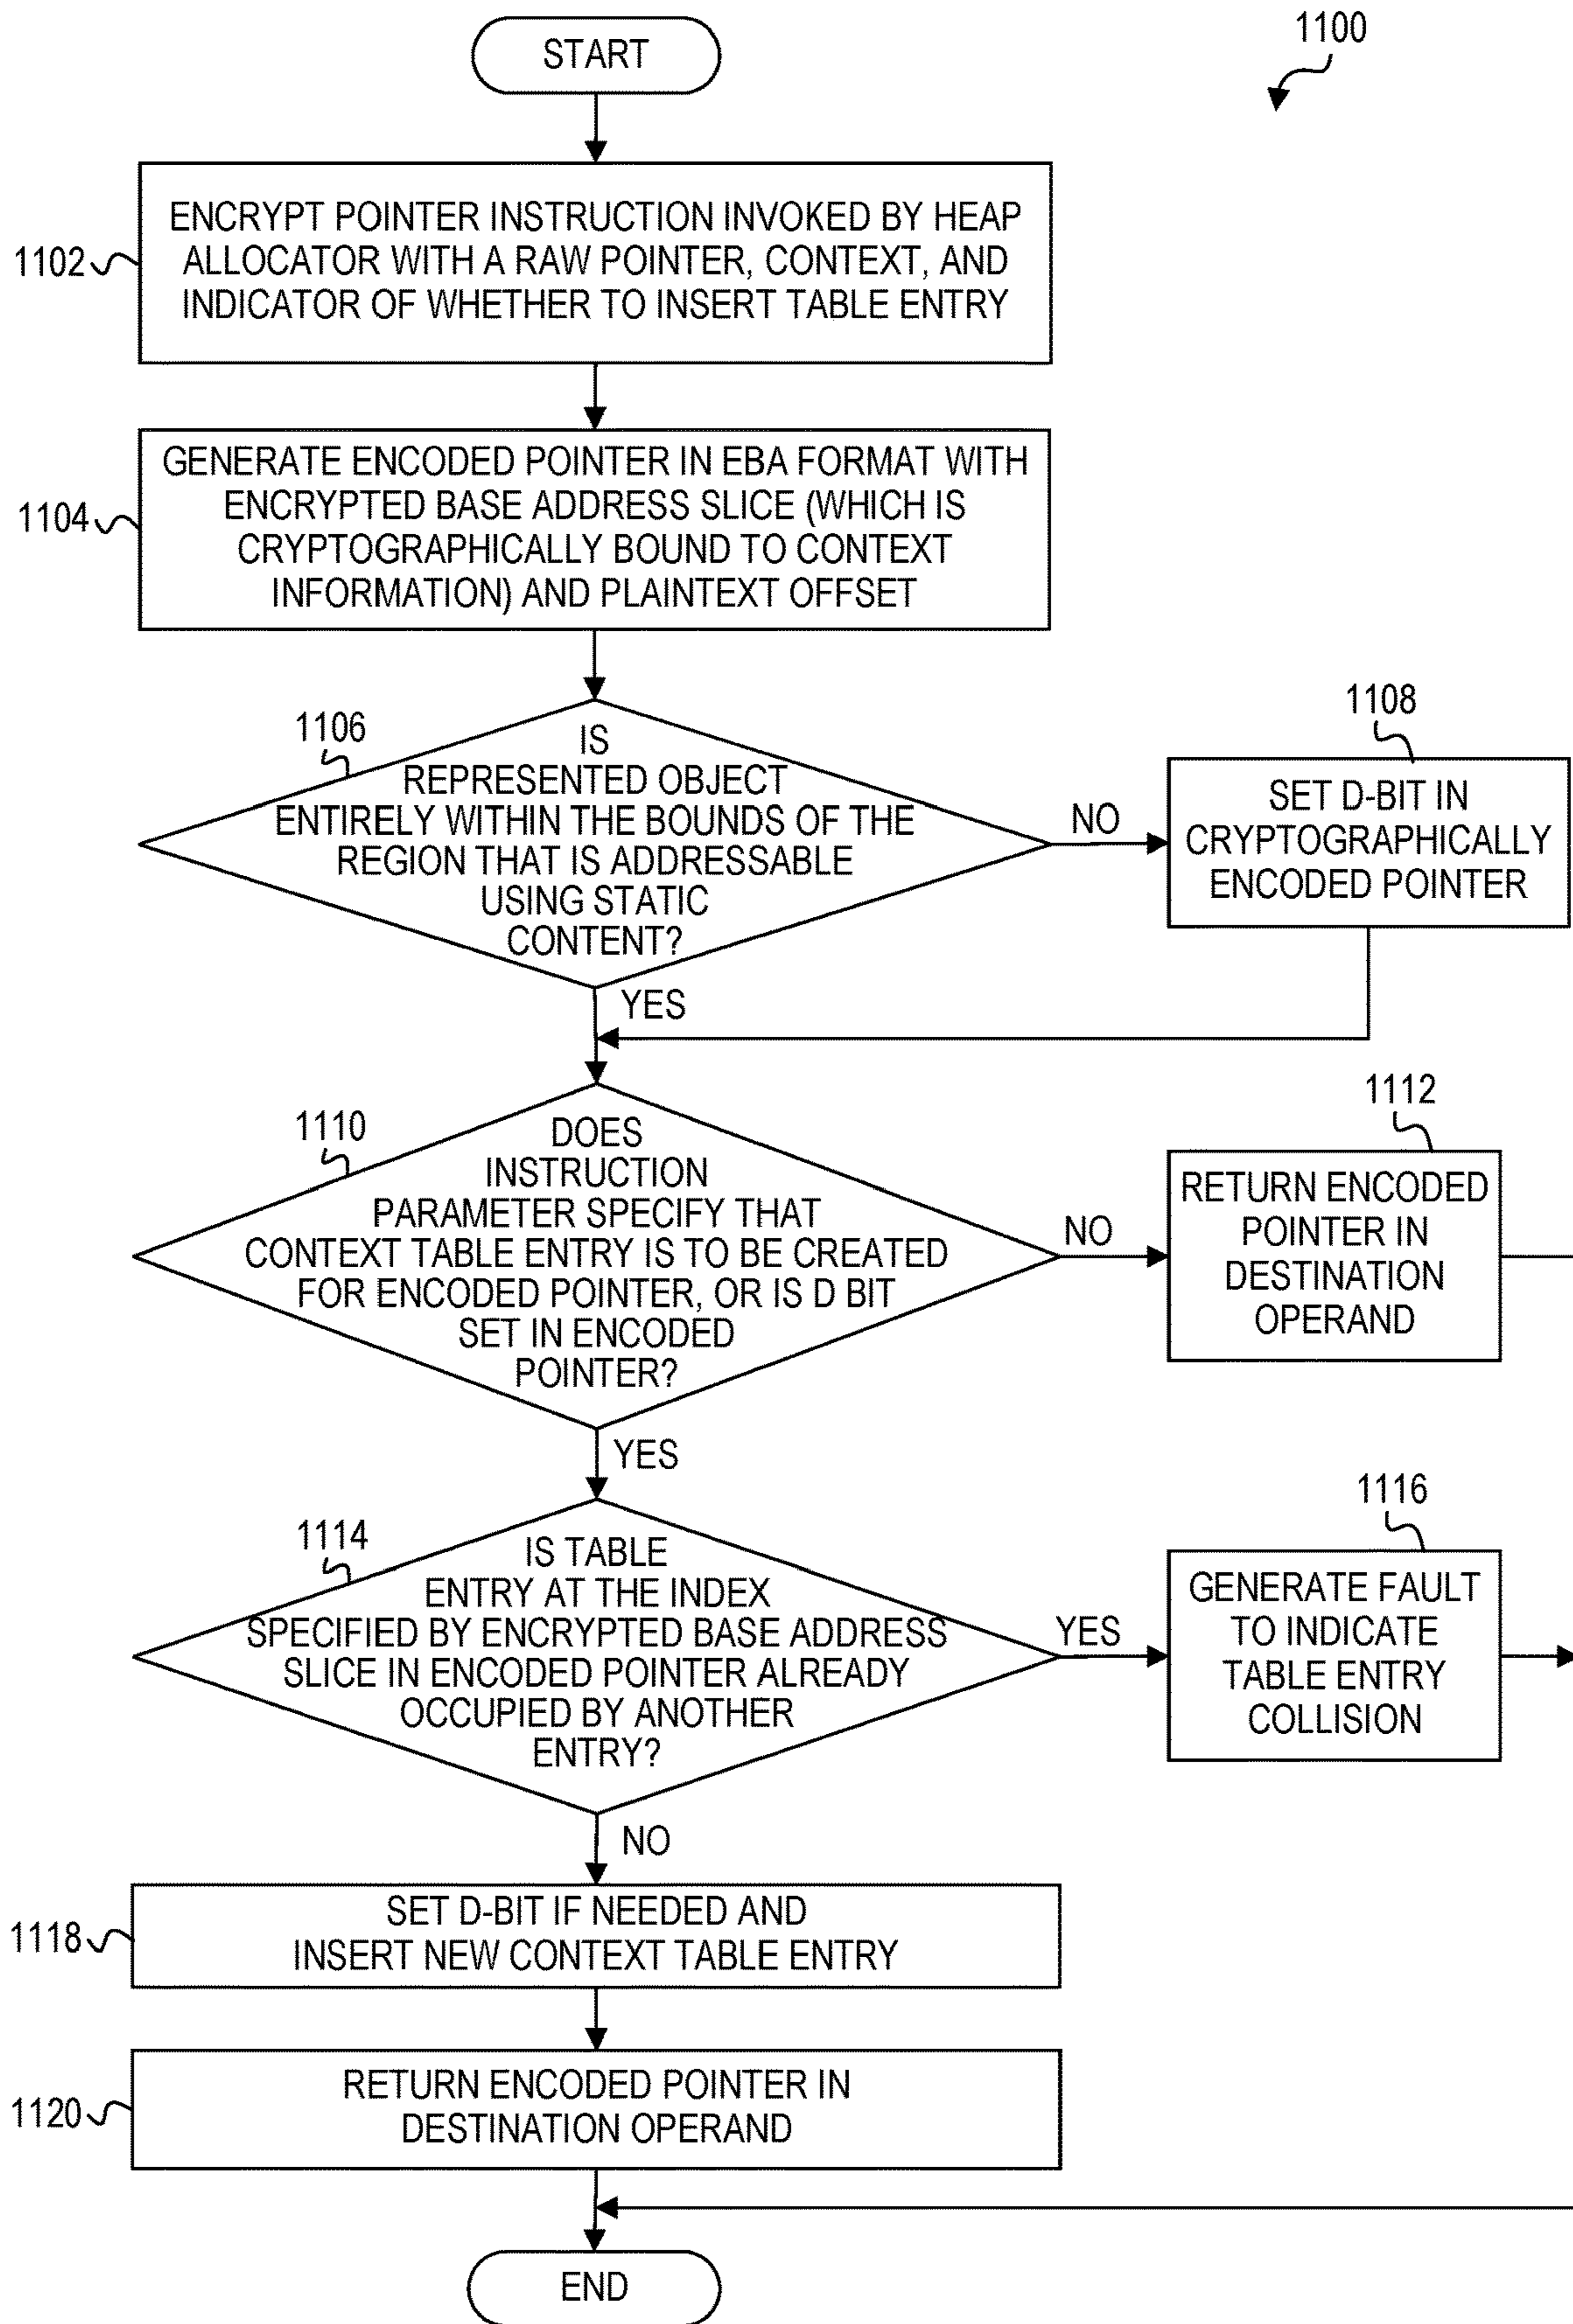 START
1100
1102
ENCRYPT POINTER INSTRUCTION INVOKED BY HEAP
ALLOCATOR WITH A RAW POINTER, CONTEXT, AND
INDICATOR OF WHETHER TO INSERT TABLE ENTRY
1104
GENERATE ENCODED POINTER IN EBA FORMAT WITH
ENCRYPTED BASE ADDRESS SLICE (WHICH IS
CRYPTOGRAPHICALLY BOUND TO CONTEXT
INFORMATION) AND PLAINTEXT OFFSET
1106
IS
REPRESENTED OBJECT
ENTIRELY WITHIN THE BOUNDS OF THE
REGION THAT IS ADDRESSABLE
USING STATIC
CONTENT?
NO
1108
SET D-BIT IN
CRYPTOGRAPHICALLY
ENCODED POINTER
YES
1110
DOES
INSTRUCTION
PARAMETER SPECIFY THAT
CONTEXT TABLE ENTRY IS TO BE CREATED
FOR ENCODED POINTER, OR IS D BIT
SET IN ENCODED
POINTER?
NO
1112
RETURN ENCODED
POINTER IN
DESTINATION
OPERAND
YES
1114
IS TABLE
ENTRY AT THE INDEX
SPECIFIED BY ENCRYPTED BASE ADDRESS
SLICE IN ENCODED POINTER ALREADY
OCCUPIED BY ANOTHER
ENTRY?
YES
1116
GENERATE FAULT
TO INDICATE
TABLE ENTRY
COLLISION
NO
1118
SET D-BIT IF NEEDED AND
INSERT NEW CONTEXT TABLE ENTRY
1120
RETURN ENCODED POINTER IN
DESTINATION OPERAND
END